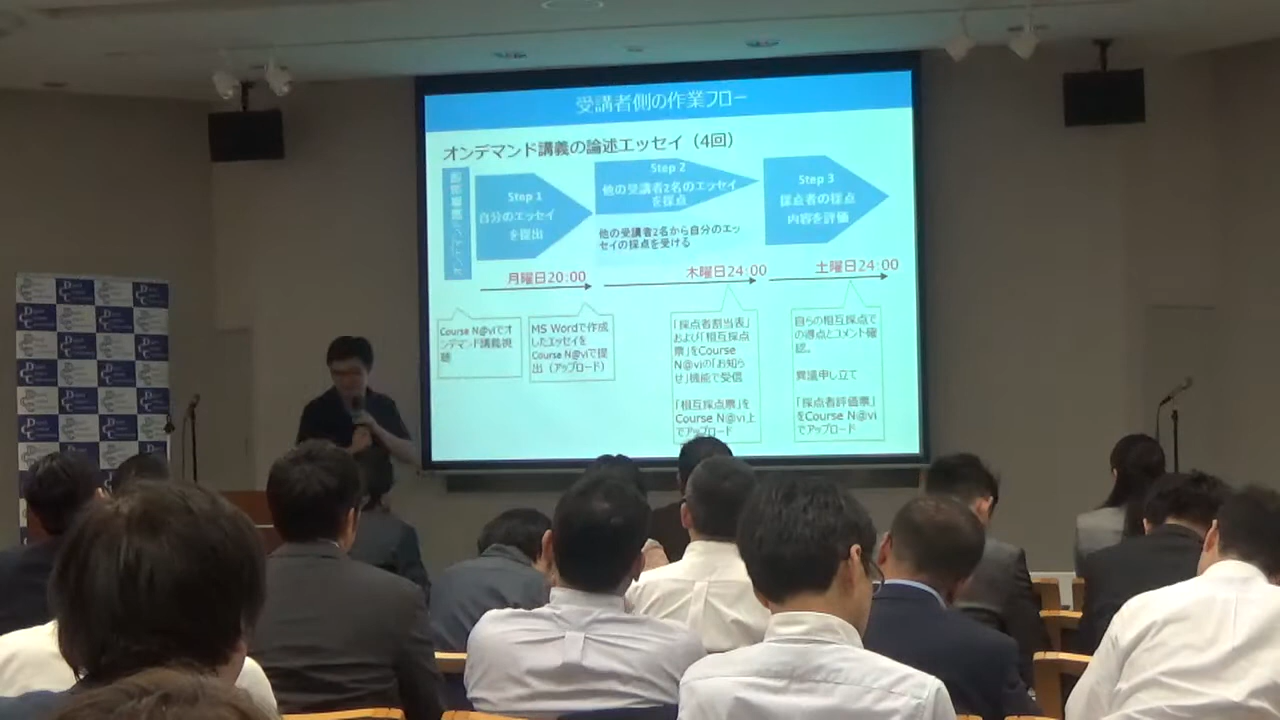 受講者側の作業フロー
オンデマンド講義の論述エッセイ（4回）
Step 1
自分のエッセイ
を提出
Step 2
他の受講者2名のエッセイ
を採点
他の受講者2名から自分のエッ
セイの採点を受ける
Step 3
採点者の採点
内容を評価
月曜日20:00
木曜日24:00
土曜日24:00
Course N@viでオ
ンデマンド講義視
聴
MS Wordで作成
したエッセイを
Course N@viで提
出（アップロード）
「採点者割当表」
および「相互採点
票」をCourse
N@viの「お知ら
せ」機能で受信
「相互採点票」を
Course N@vi上
でアップロード
自らの相互採点で
の得点とコメント確
認。
異議申し立て
「採点者評価票」
をCourse N@vi
でアップロード